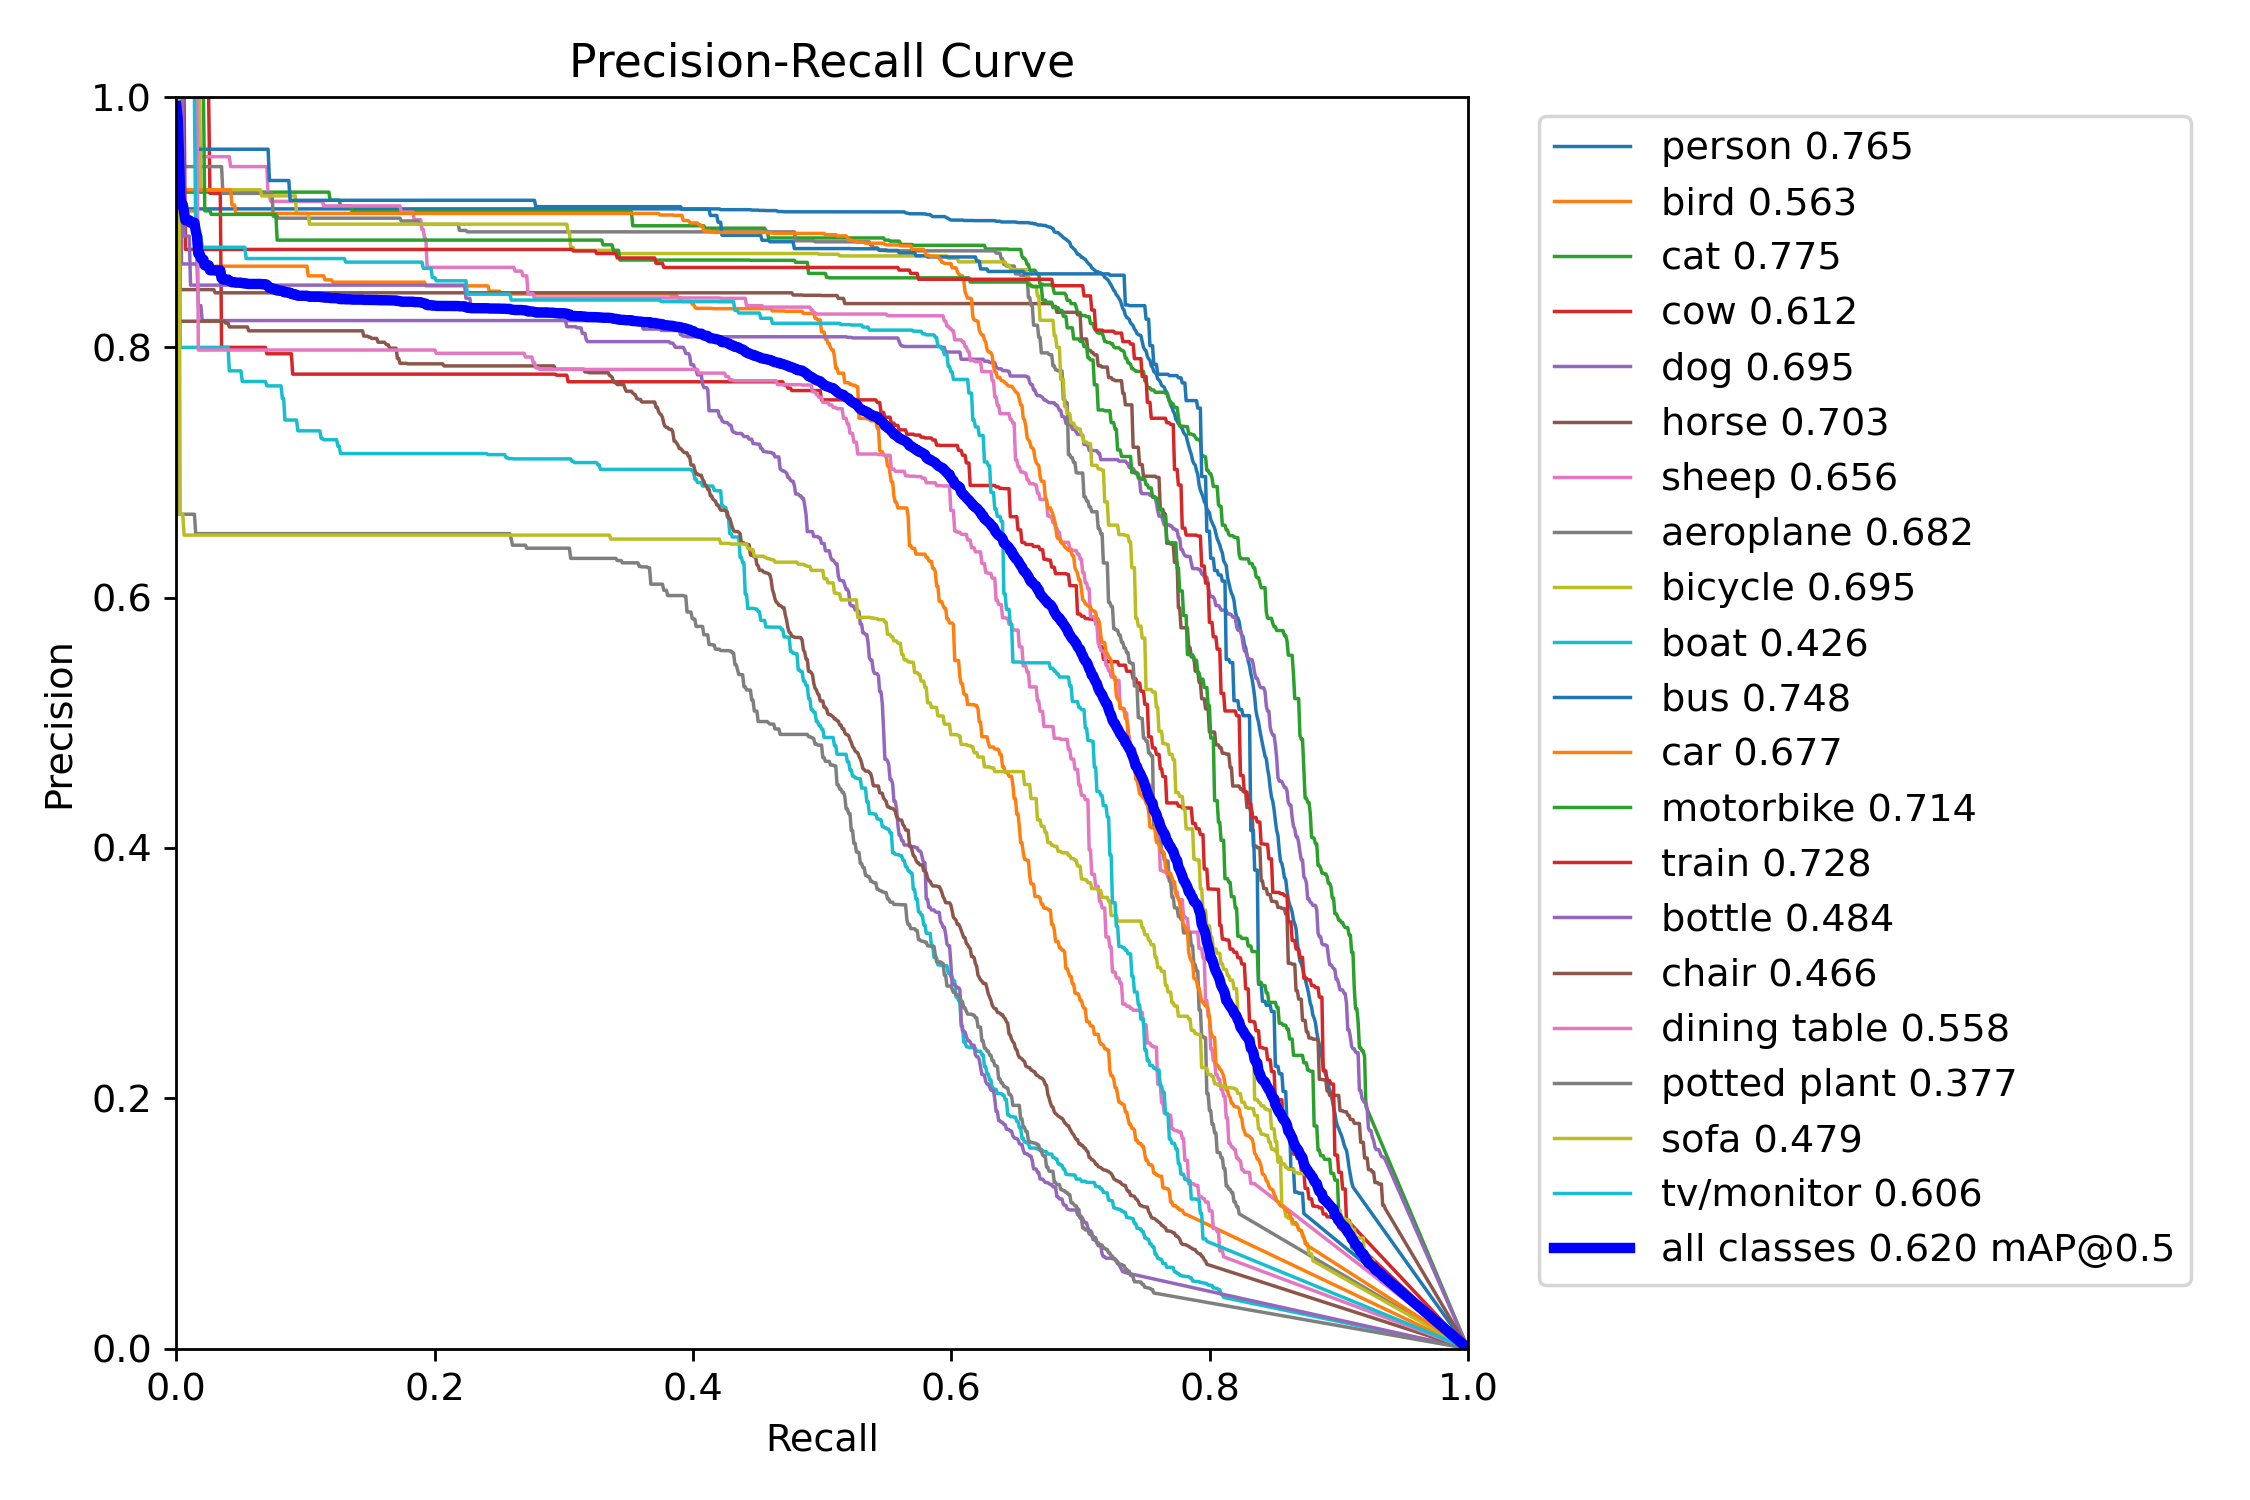 Precision-Recall Curve
1.0
0.8
0.6
0.4
0.2
0.0
Precision
0.0 0.2 0.4 0.6 0.8 1.0
Recall
person 0.765
bird 0.563
cat 0.775
cow 0.612
dog 0.695
horse 0.703
sheep 0.656
aeroplane 0.682
bicycle 0.695
boat 0.426
bus 0.748
car 0.677
motorbike 0.714
train 0.728
bottle 0.484
chair 0.466
dining table 0.558
potted plant 0.377
sofa 0.479
tv/monitor 0.606
all classes 0.620 mAP@0.5